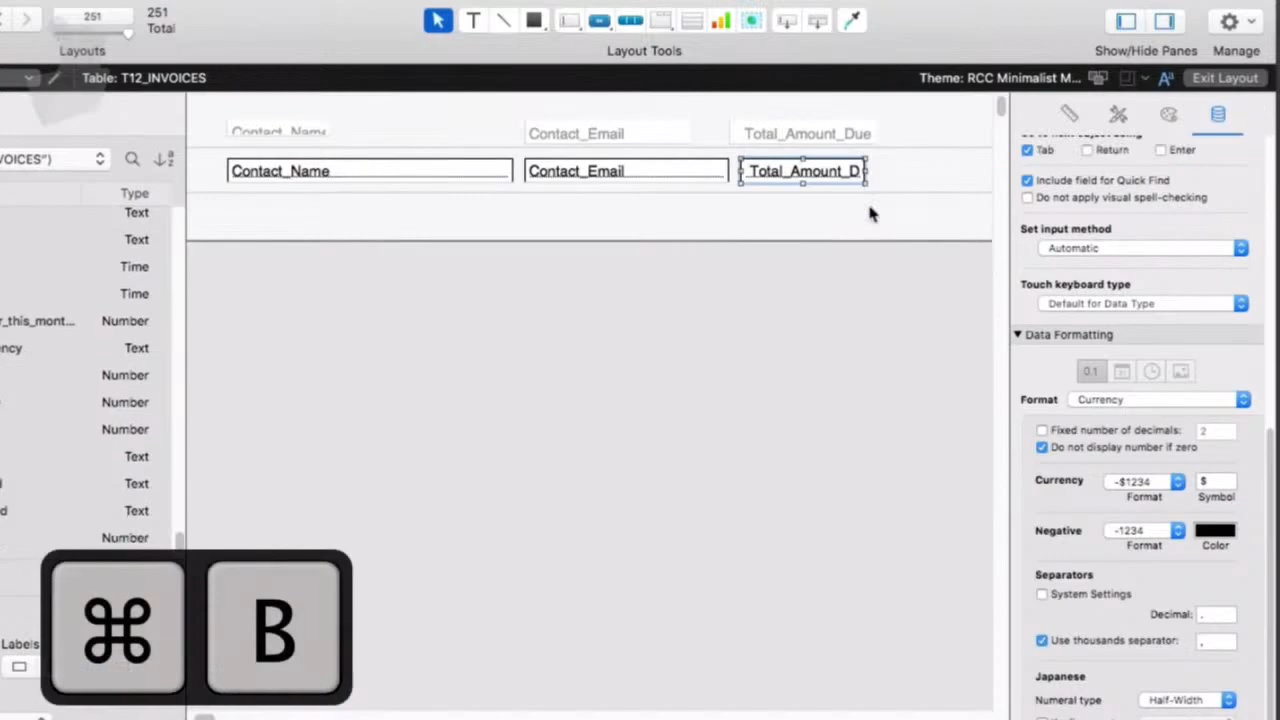 251
251
Total
Layouts
Layout Tools
Show/Hide Panes
Manage
Table: T12_INVOICES
Theme: RCC Minimalist M...
Exit Layout
VOICES")
Type
Text
Text
Time
Time
r_this_mont... Number
ency Text
Number
Number
Number
Text
d Text
d Text
Number
Labels
Contact_Name
Contact_Email
Total_Amount_Due
Contact_Name
Contact_Email
Total_Amount_D
Tab
Return
Enter
Include field for Quick Find
Do not apply visual spell-checking
Set input method
Automatic
Touch keyboard type
Default for Data Type
Data Formatting
0.1
Format Currency
Fixed number of decimals: 2
Do not display number if zero
Currency -$1234 $
Format Symbol
Negative -1234
Format Color
Separators
System Settings
Decimal: .
Use thousands separator: ,
Japanese
Numeral type Half-Width
⌘ B